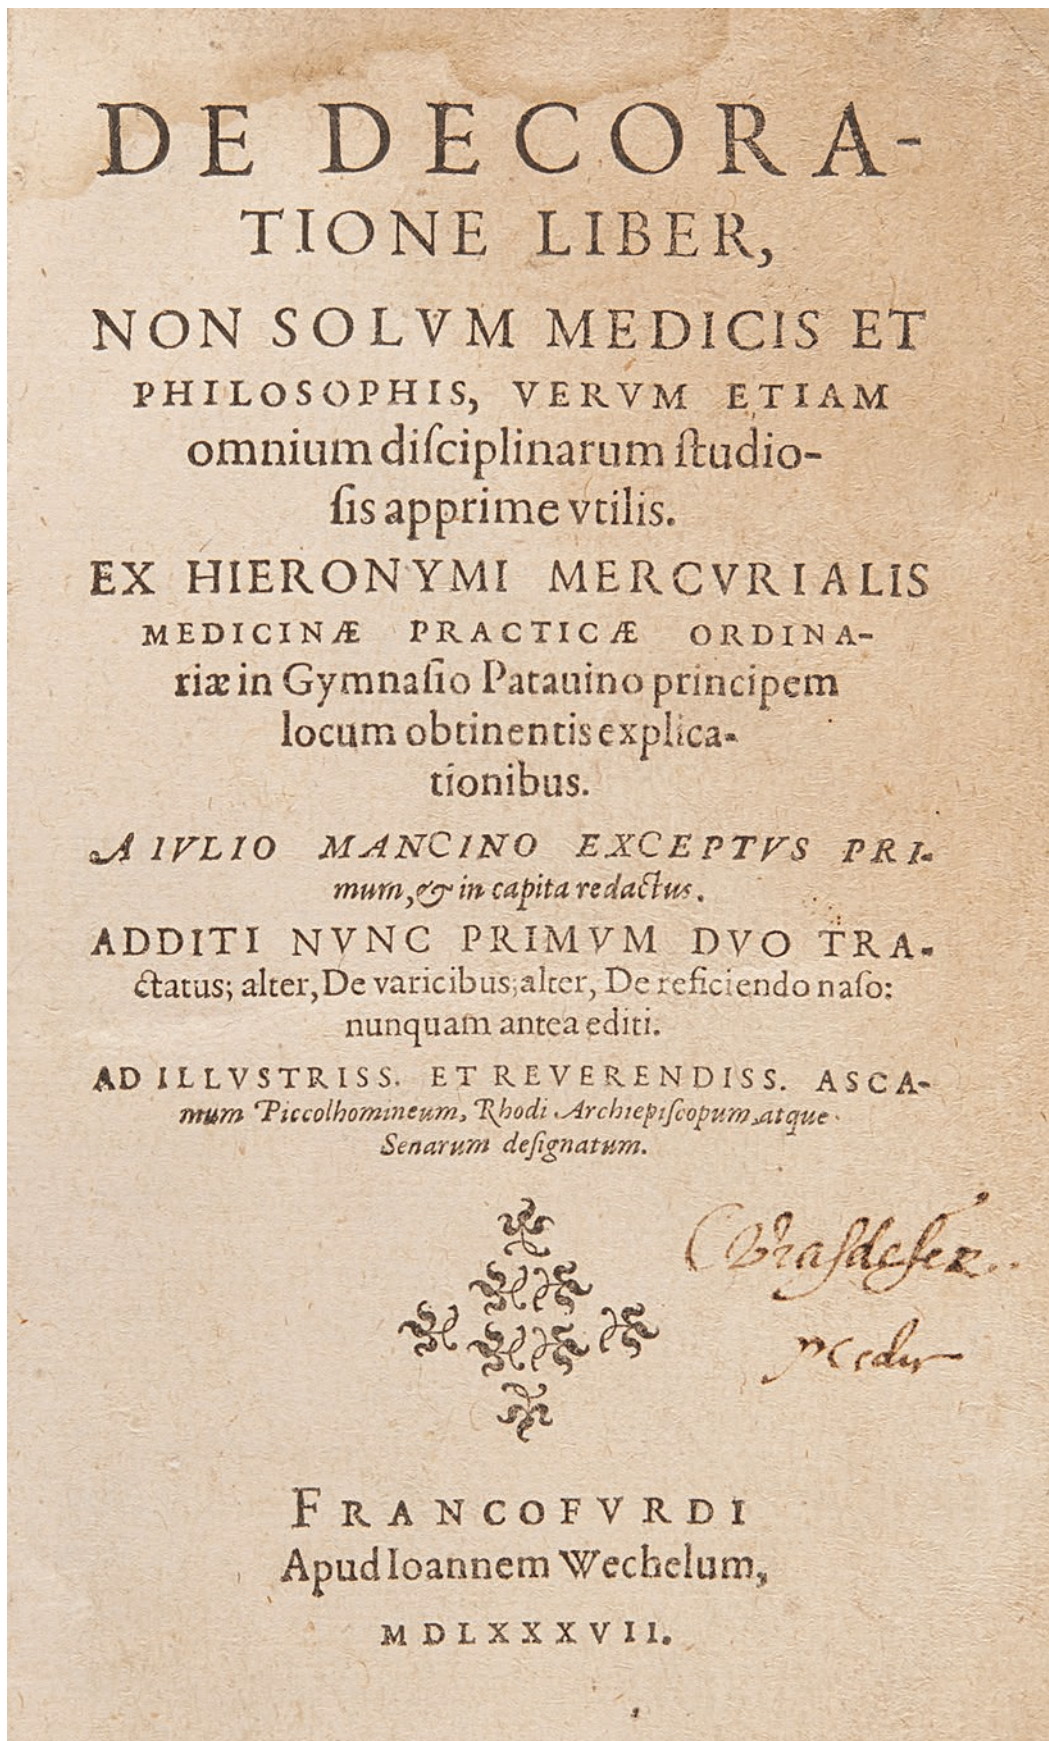 DE DECORA-
TIONE LIBER,
NON SOLVM MEDICIS ET
PHILOSOPHIS, VERVM ETIAM
omnium diſciplinarum ſtudio-
ſis apprime vtilis.
EX HIERONYMI MERCVRIALIS
MEDICINÆ PRACTICÆ ORDINA-
riæ in Gymnaſio Patauino principem
locum obtinentis explica-
tionibus.
A IVLIO MANCINO EXCEPTVS PRI-
mum, & in capita redactus.
ADDITI NVNC PRIMVM DVO TRA-
ctatus; alter, De varicibus; alter, De reficiendo naſo:
nunquam antea editi.
AD ILLVSTRISS. ET REVERENDISS. ASCA-
mum Piccolhomineum, Rhodi Archiepiſcopum, atque
Senarum deſignatum.
FRANCOFVRDI
Apud Ioannem Wechelum,
MDLXXXVII.